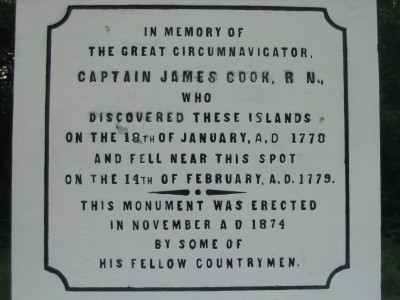 IN MEMORY OF
THE GREAT CIRCUMNAVIGATOR,
CAPTAIN JAMES COOK, R N.,
WHO
DISCOVERED THESE ISLANDS
ON THE 18TH OF JANUARY, A,D 1778
AND FELL NEAR THIS SPOT
ON THE 14TH OF FEBRUARY, A.D. 1779.
THIS MONUMENT WAS ERECTED
IN NOVEMBER A D 1874
BY SOME OF
HIS FELLOW COUNTRYMEN.